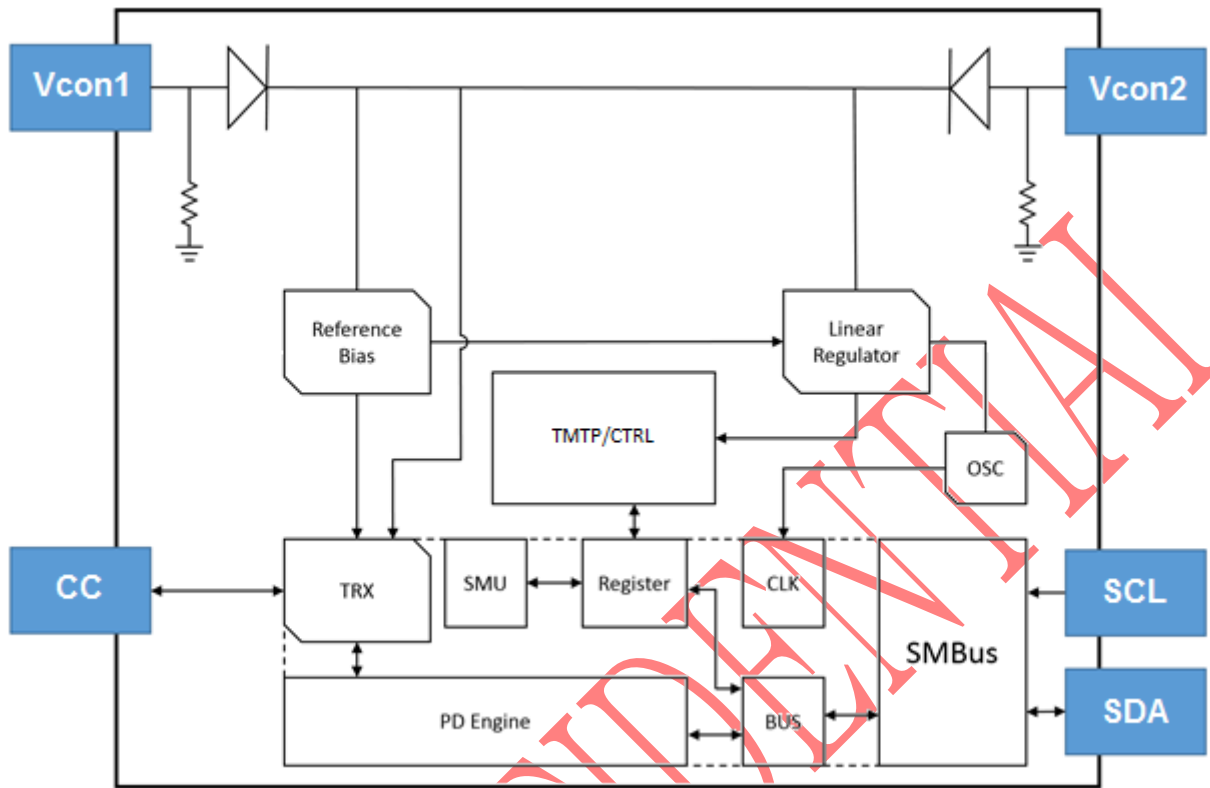 Vcon1
Vcon2
Reference
Bias
Linear
Regulator
TMTP/CTRL
OSC
CC
TRX
SMU
Register
CLK
SMBus
SCL
SDA
PD Engine
BUS